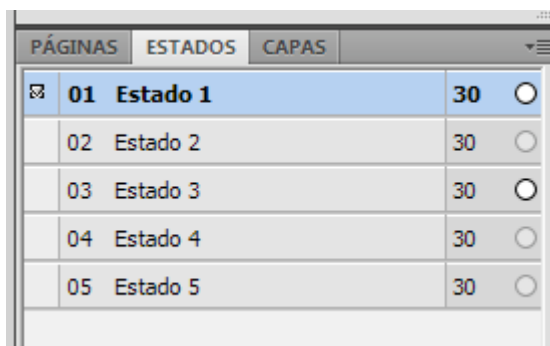 PÁGINAS ESTADOS CAPAS
01 Estado 1 30
02 Estado 2 30
03 Estado 3 30
04 Estado 4 30
05 Estado 5 30